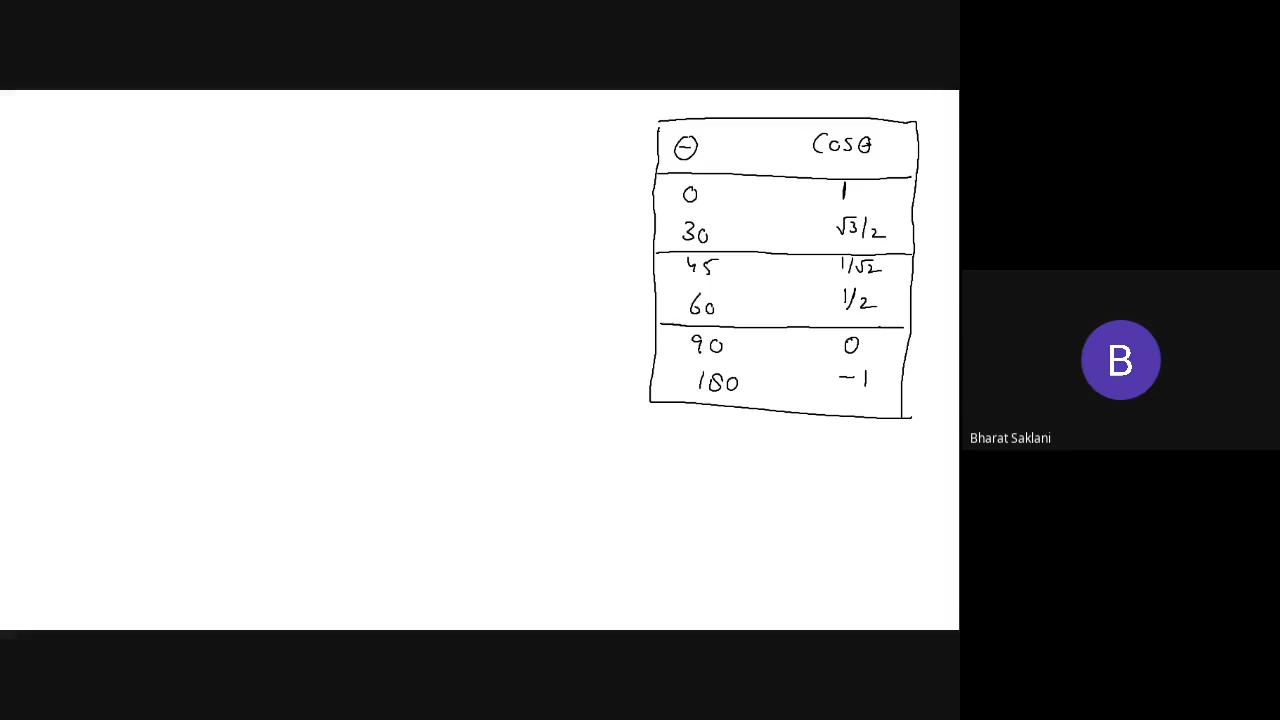 θ Cosθ
0 1
30 √3/2
45 1/√2
60 1/2
90 0
180 -1
B
Bharat Saklani